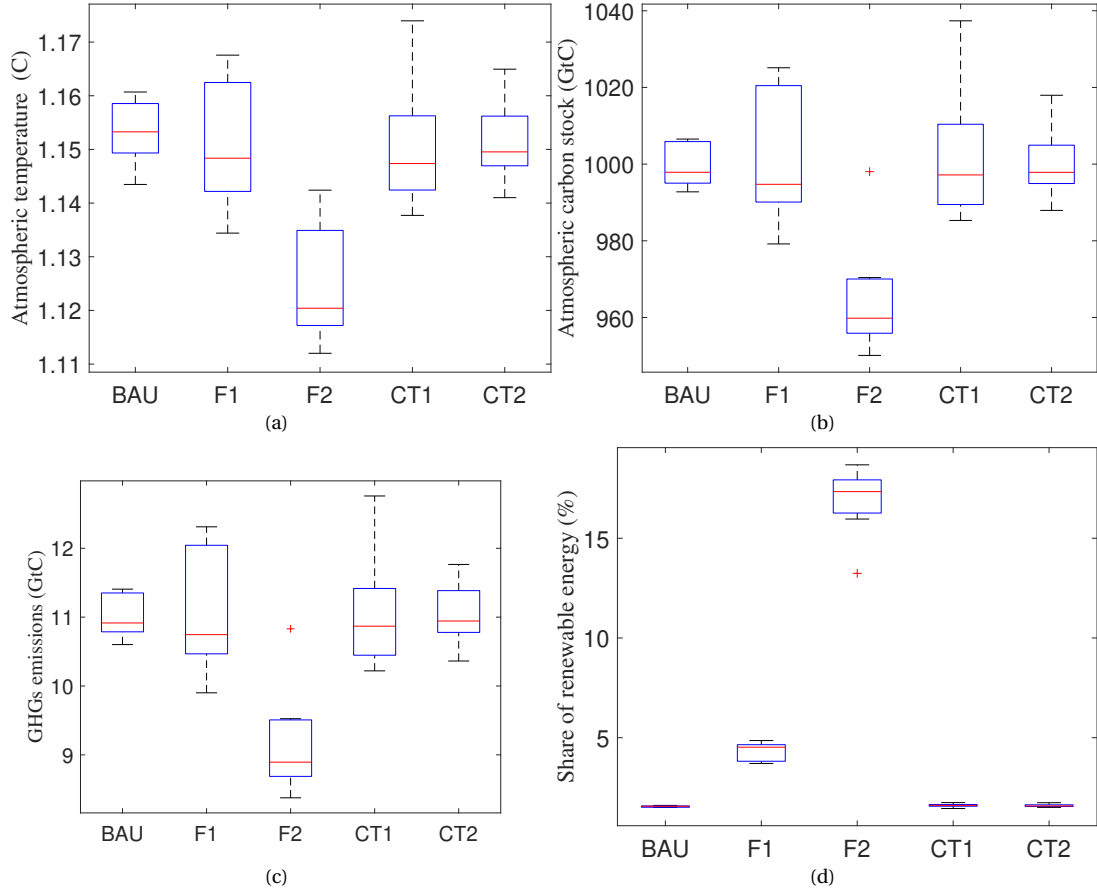 Atmospheric temperature (C)
1.17
1.16
1.15
1.14
1.13
1.12
1.11
BAU F1 F2 CT1 CT2
(a)
Atmospheric carbon stock (GtC)
1040
1020
1000
980
960
BAU F1 F2 CT1 CT2
(b)
GHGs emissions (GtC)
12
11
10
9
BAU F1 F2 CT1 CT2
(c)
Share of renewable energy (%)
15
10
5
BAU F1 F2 CT1 CT2
(d)